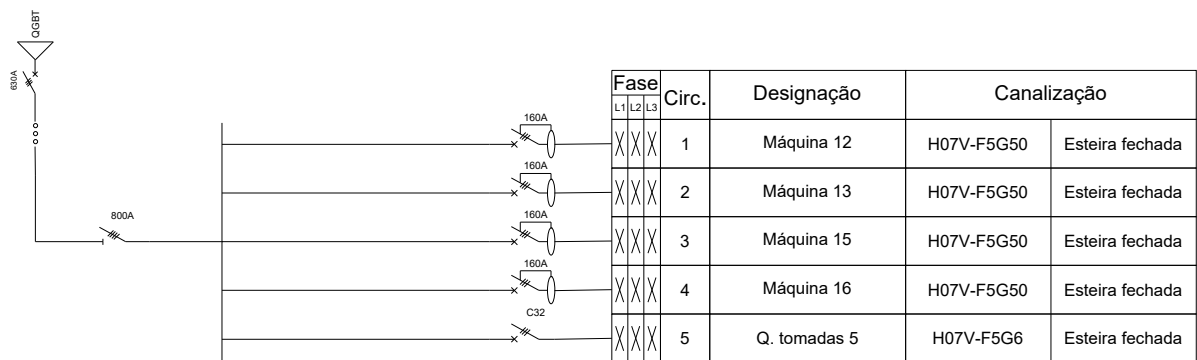 QGBT
630A
800A
Fase Circ. Designação Canalização
L1 L2 L3
160A
1 Máquina 12 H07V-F5G50 Esteira fechada
160A
2 Máquina 13 H07V-F5G50 Esteira fechada
160A
3 Máquina 15 H07V-F5G50 Esteira fechada
160A
4 Máquina 16 H07V-F5G50 Esteira fechada
C32
5 Q. tomadas 5 H07V-F5G6 Esteira fechada